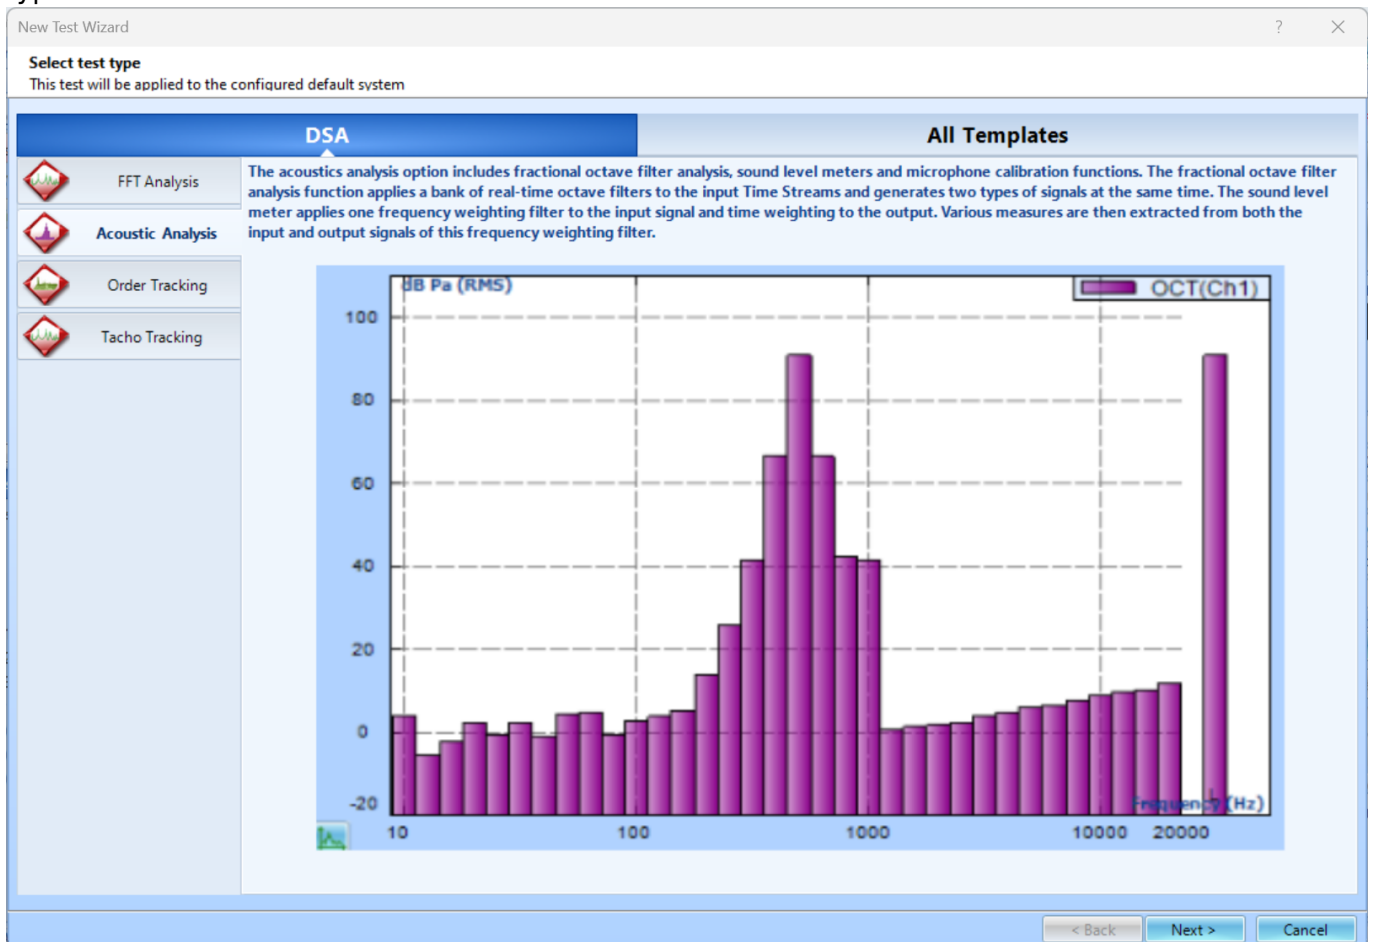 New Test Wizard
?
Select test type
This test will be applied to the configured default system
DSA
All Templates
FFT Analysis
Acoustic Analysis
Order Tracking
Tacho Tracking
The acoustics analysis option includes fractional octave filter analysis, sound level meters and microphone calibration functions. The fractional octave filter
analysis function applies a bank of real-time octave filters to the input Time Streams and generates two types of signals at the same time. The sound level
meter applies one frequency weighting filter to the input signal and time weighting to the output. Various measures are then extracted from both the
input and output signals of this frequency weighting filter.
dB Pa (RMS)
OCT(Ch1)
100
80
60
40
20
0
-20
Frequency (Hz)
10
100
1000
10000
20000
< Back
Next >
Cancel